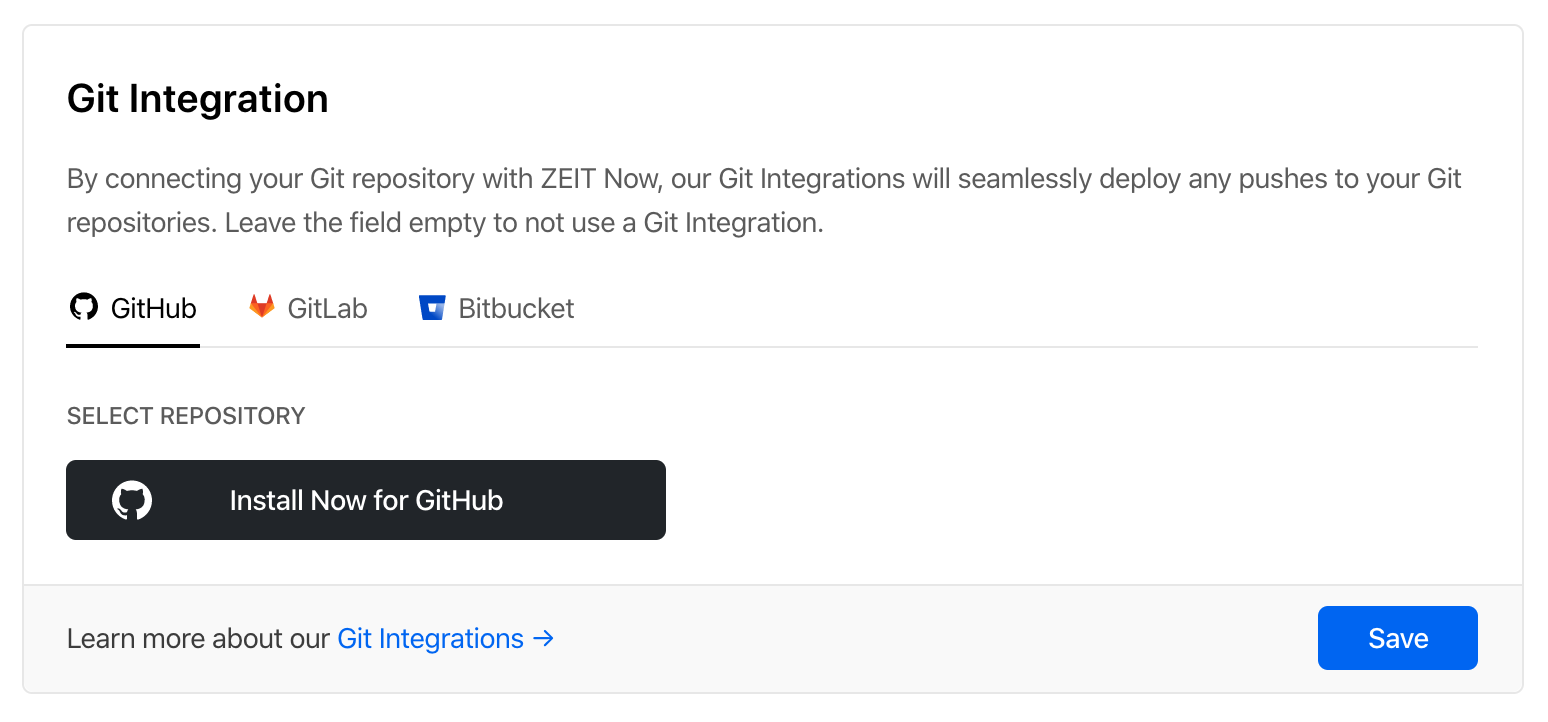 Git Integration
By connecting your Git repository with ZEIT Now, our Git Integrations will seamlessly deploy any pushes to your Git
repositories. Leave the field empty to not use a Git Integration.
GitHub GitLab Bitbucket
SELECT REPOSITORY
Install Now for GitHub
Learn more about our Git Integrations → Save